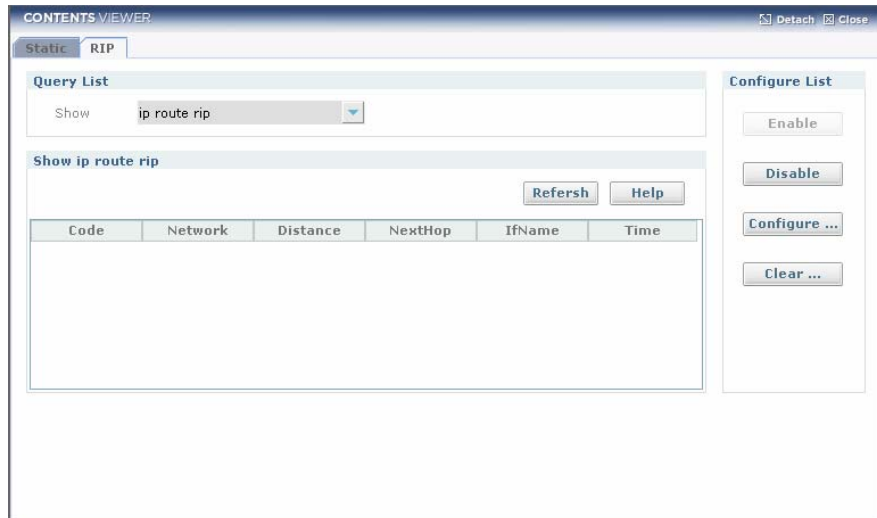 CONTENTS VIEWER
Detach Close
Static RIP
Query List
Show ip route rip
Show ip route rip
Refersh Help
Code Network Distance NextHop IfName Time
Configure List
Enable
Disable
Configure ...
Clear ...